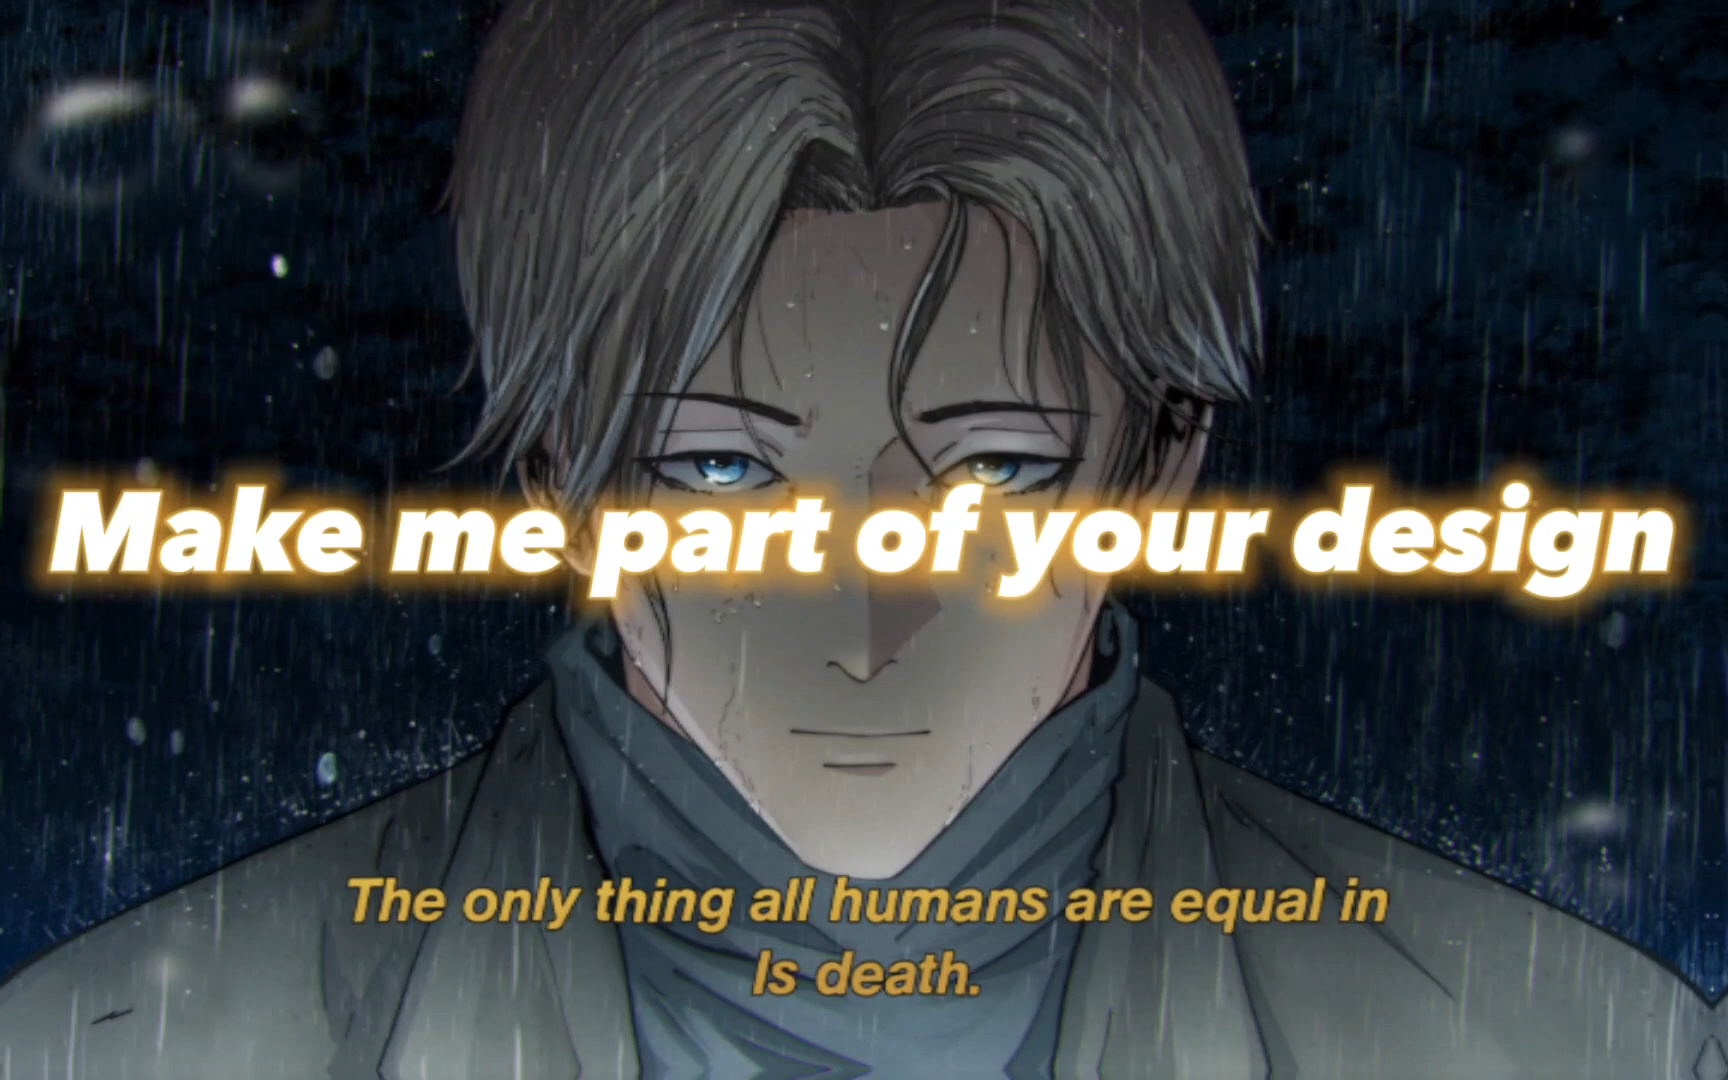 Make me part of your design
The only thing all humans are equal in
Is death.